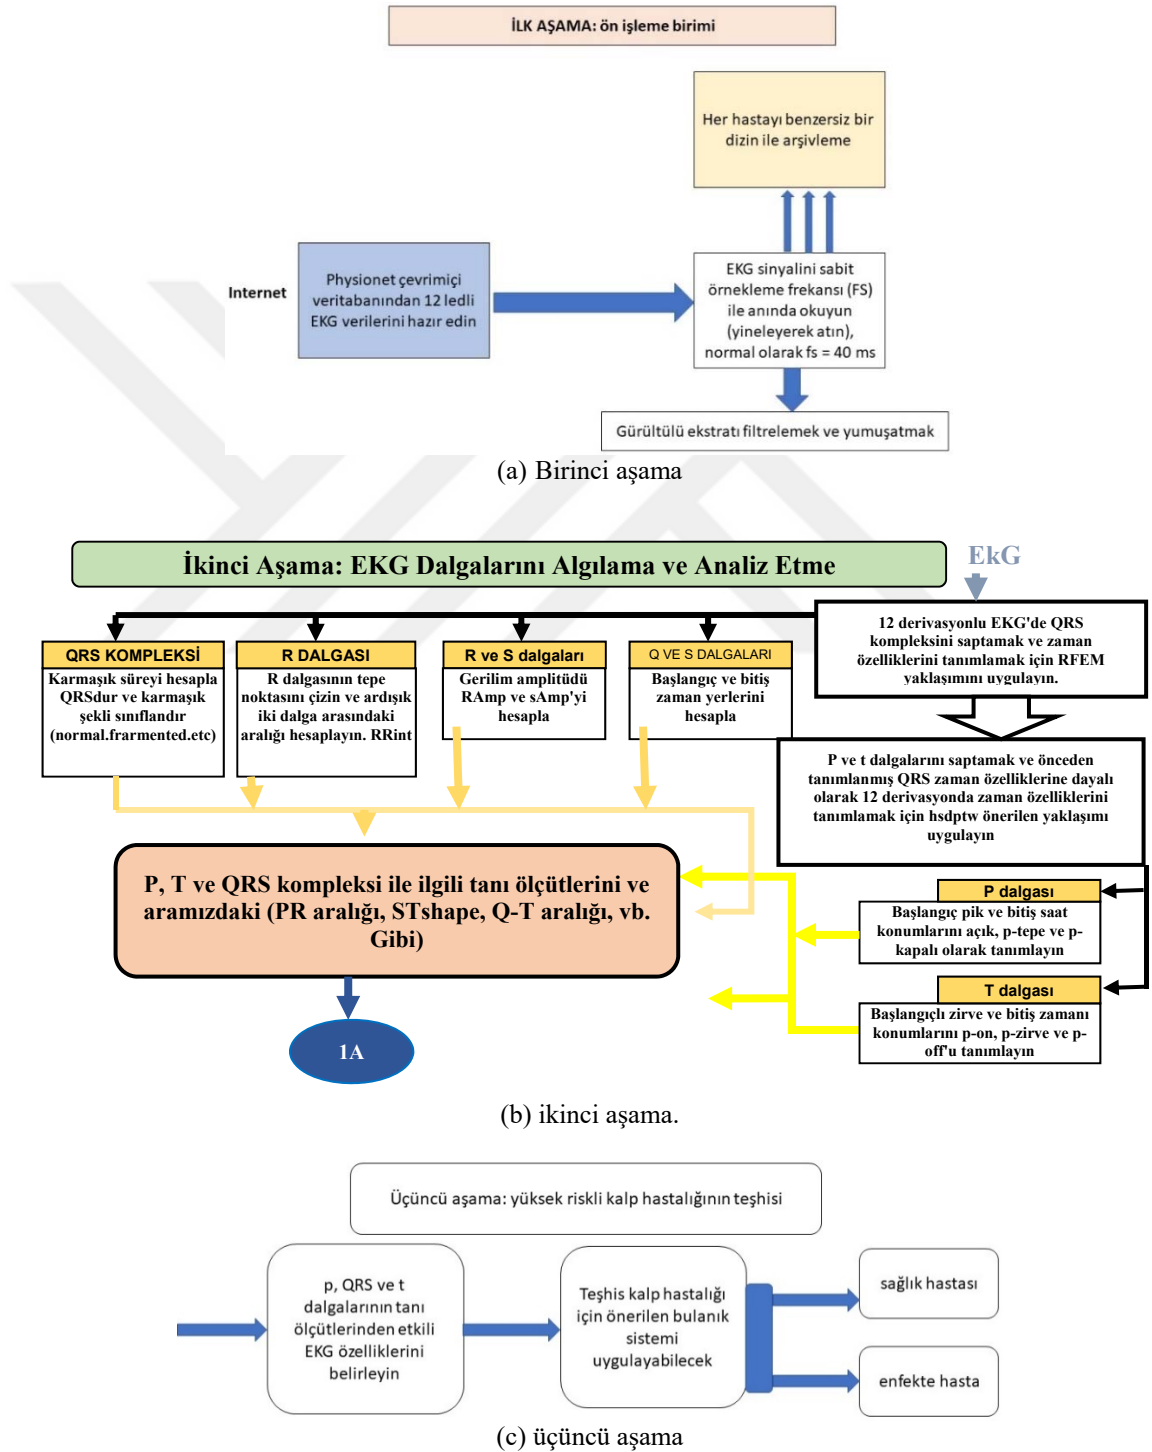 İLK AŞAMA: ön işleme birimi
Her hastayı benzersiz bir
dizin ile arşivleme
Internet
Physionet çevrimiçi
veritabanından 12 ledli
EKG verilerini hazır edin
EKG sinyalini sabit
örnekleme frekansı (FS)
ile anında okuyun
(yineleyerek atın),
normal olarak fs = 40 ms
Gürültülü ekstratı filtrelemek ve yumuşatmak
(a) Birinci aşama
İkinci Aşama: EKG Dalgalarını Algılama ve Analiz Etme
EkG
12 derivasyonlu EKG'de QRS
kompleksini saptamak ve zaman
özelliklerini tanımlamak için RFEM
yaklaşımını uygulayın.
QRS KOMPLEKSİ
Karmaşık süreyi hesapla
QRSdur ve karmaşık
şekli sınıflandır
(normal.frarmented.etc)
R DALGASI
R dalgasının tepe
noktasını çizin ve ardışık
iki dalga arasındaki
aralığı hesaplayın. RRint
R ve S dalgaları
Gerilim amplitüdü
RAmp ve sAmp'yi
hesapla
Q VE S DALGALARI
Başlangıç ve bitiş
zaman yerlerini
hesapla
P ve t dalgalarını saptamak ve önceden
tanımlanmış QRS zaman özelliklerine dayalı
olarak 12 derivasyonda zaman özelliklerini
tanımlamak için hsdptw önerilen yaklaşımı
uygulayın
P, T ve QRS kompleksi ile ilgili tanı ölçütlerini ve
aramızdaki (PR aralığı, STshape, Q-T aralığı, vb.
Gibi)
P dalgası
Başlangıç pik ve bitiş saat
konumlarını açık, p-tepe ve p-
kapalı olarak tanımlayın
T dalgası
Başlangıçlı zirve ve bitiş zamanı
konumlarını p-on, p-zirve ve p-
off'u tanımlayın
1A
(b) ikinci aşama.
Üçüncü aşama: yüksek riskli kalp hastalığının teşhisi
p, QRS ve t
dalgalarının tanı
ölçütlerinden etkili
EKG özelliklerini
belirleyin
Teşhis kalp hastalığı
için önerilen bulanık
sistemi
uygulayabilecek
sağlık hastası
enfekte hasta
(c) üçüncü aşama